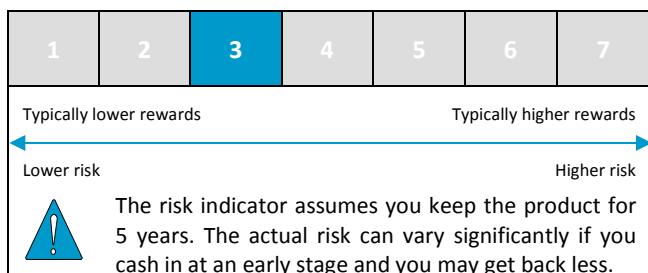 1 2 3 4 5 6 7
Typically lower rewards Typically higher rewards
Lower risk Higher risk
The risk indicator assumes you keep the product for
5 years. The actual risk can vary significantly if you
cash in at an early stage and you may get back less.